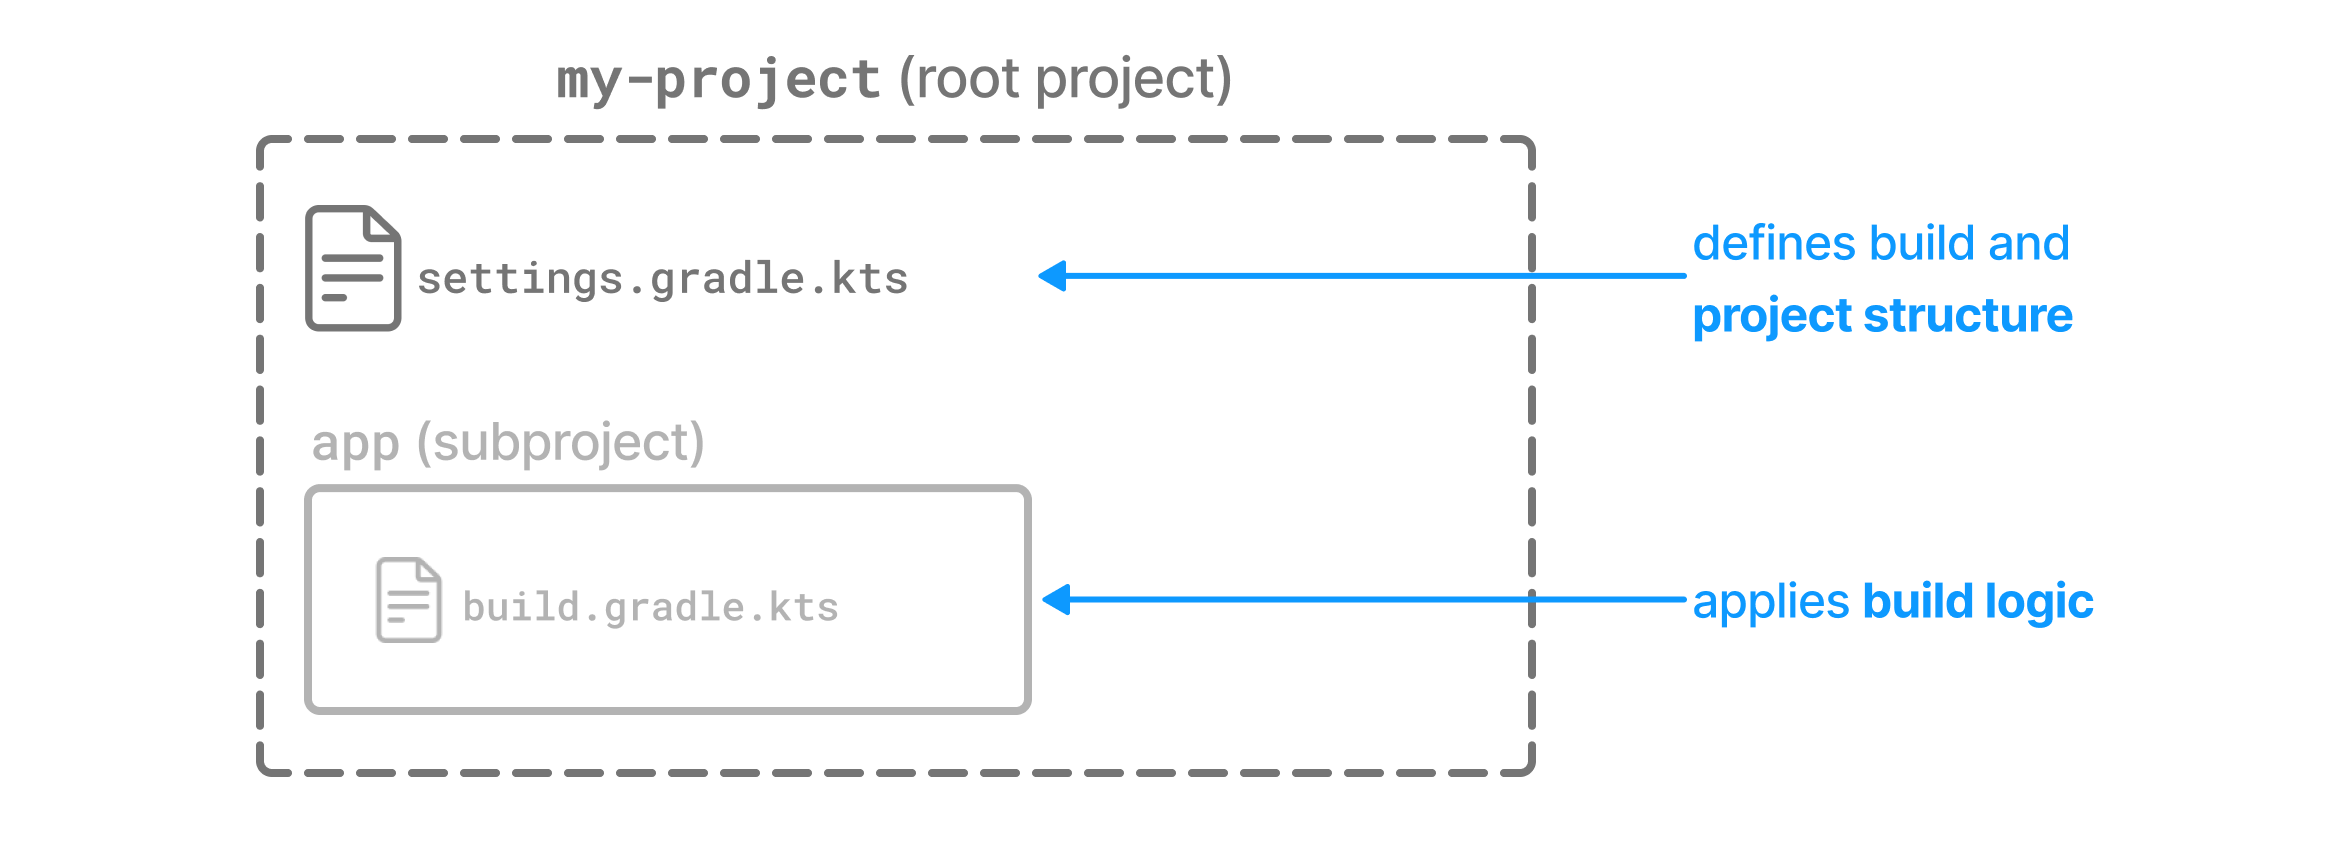 my-project (root project)
settings.gradle.kts
defines build and
project structure
app (subproject)
build.gradle.kts
applies build logic